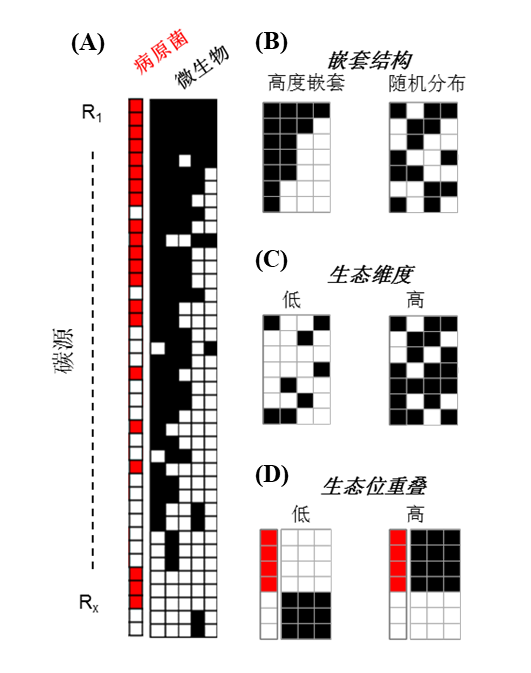 (A)
病原菌
微生物
R1
碳源
Rx
(B)
嵌套结构
高度嵌套 随机分布
(C)
生态维度
低 高
(D)
生态位重叠
低 高